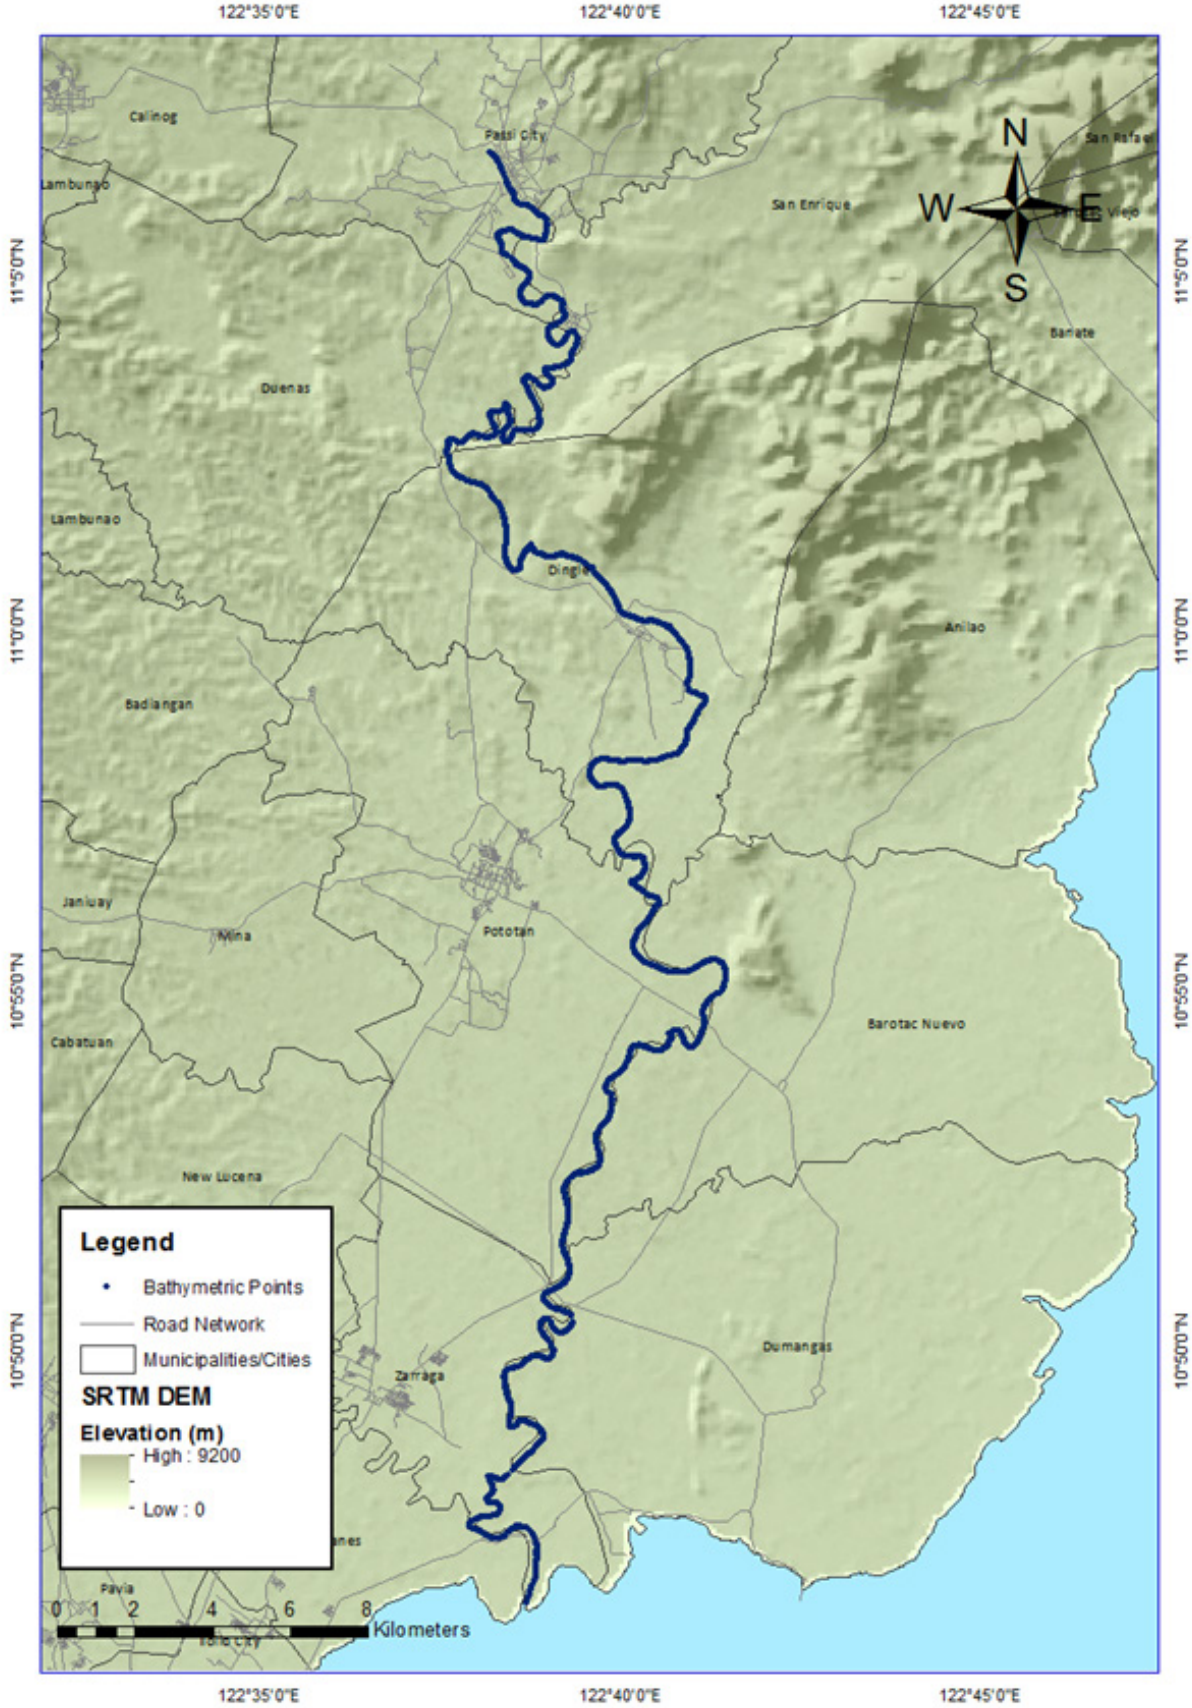 122°35'0"E 122°40'0"E 122°45'0"E
Calinog
Passi City
San Rafael
N
Lambunao
San Enrique
W E
Viejo
11°5'0"N
11°5'0"N
S
Banate
Duenas
Lambunao
Dingle
11°0'0"N
Anilao
11°0'0"N
Badiangan
Janiuay
Mina
Pototan
10°55'0"N
10°55'0"N
Cabatuan
Barotac Nuevo
New Lucena
Legend
Bathymetric Points
Road Network
Municipalities/Cities
SRTM DEM
Elevation (m)
High : 9200
Low : 0
10°50'0"N
Zarraga
Dumangas
10°50'0"N
anes
Pavia
0 1 2 4 6 8
Kilometers
Iloilo City
122°35'0"E 122°40'0"E 122°45'0"E